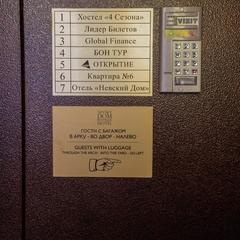 1 Хостел «4 Сезона»
2 Лидер Билетов
3 Global Finance
4 БОН ТУР
5 ОТКРЫТИЕ
6 Квартира №6
7 Отель «Невский Дом»
VIZIT
DOM
ГОСТИ С БАГАЖОМ
В АРКУ - ВО ДВОР - НАЛЕВО
GUESTS WITH LUGGAGE
THROUGH THE ARCH - INTO THE YARD - GO LEFT